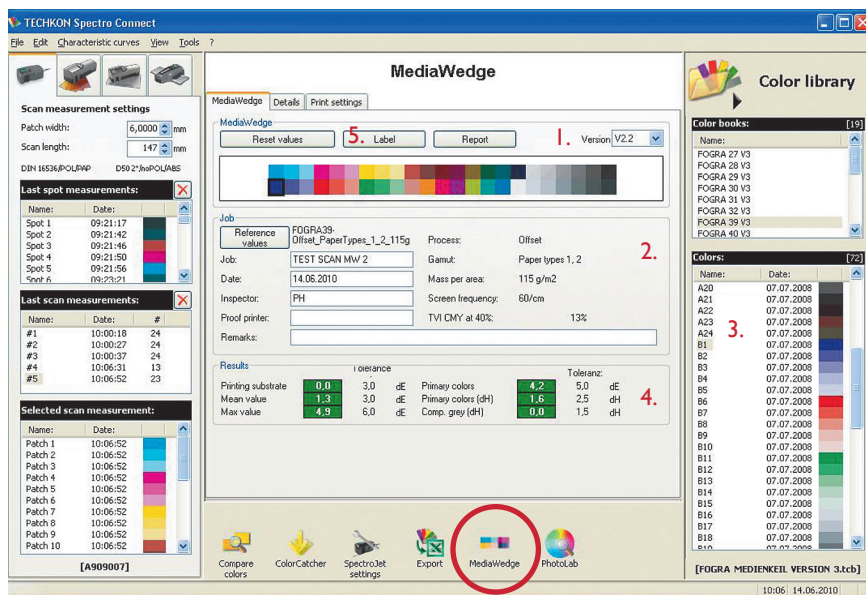 TECHKON Spectro Connect
File Edit Characteristic curves View Tools ?
Scan measurement settings
Patch width: 6,0000 mm
Scan length: 147 mm
DIN 16536/POL/PAP D50 2°/noPOL/ABS
Last spot measurements:
Name: Date:
Spot 1 09:21:17
Spot 2 09:21:42
Spot 3 09:21:46
Spot 4 09:21:50
Spot 5 09:21:56
Spot 6 09:23:21
Last scan measurements:
Name: Date: #
#1 10:00:18 24
#2 10:00:27 24
#3 10:00:37 24
#4 10:06:31 13
#5 10:06:52 23
Selected scan measurement:
Name: Date:
Patch 1 10:06:52
Patch 2 10:06:52
Patch 3 10:06:52
Patch 4 10:06:52
Patch 5 10:06:52
Patch 6 10:06:52
Patch 7 10:06:52
Patch 8 10:06:52
Patch 9 10:06:52
Patch 10 10:06:52
[A909007]
MediaWedge
MediaWedge Details Print settings
MediaWedge
Reset values 5. Label Report 1. Version V2.2
Job
Reference values
FOGRA39-
Offset_PaperTypes_1_2_115g
Process: Offset
Job: TEST SCAN MW 2 Gamut: Paper types 1, 2 2.
Date: 14.06.2010 Mass per area: 115 g/m2
Inspector: PH Screen frequency: 60/cm
Proof printer: TVI CMY at 40%: 13%
Remarks:
Results
Tolerance Toleranz:
Printing substrate 0,0 3,0 dE Primary colors 4,2 5,0 dE
Mean value 1,3 3,0 dE Primary colors (dH) 1,6 2,5 dH 4.
Max value 4,9 6,0 dE Comp. grey (dH) 0,0 1,5 dH
Compare colors
ColorCatcher
SpectroJet settings
Export
MediaWedge
PhotoLab
Color library
Color books: [19]
Name:
FOGRA 27 V3
FOGRA 28 V3
FOGRA 29 V3
FOGRA 30 V3
FOGRA 31 V3
FOGRA 32 V3
FOGRA 39 V3
FOGRA 40 V3
Colors: [72]
Name: Date:
A20 07.07.2008
A21 07.07.2008
A22 07.07.2008
A23 07.07.2008
A24 07.07.2008
B1 3. 07.07.2008
B2 07.07.2008
B3 07.07.2008
B4 07.07.2008
B5 07.07.2008
B6 07.07.2008
B7 07.07.2008
B8 07.07.2008
B9 07.07.2008
B10 07.07.2008
B11 07.07.2008
B12 07.07.2008
B13 07.07.2008
B14 07.07.2008
B15 07.07.2008
B16 07.07.2008
B17 07.07.2008
B18 07.07.2008
B19 07.07.2008
[FOGRA MEDIENKEIL VERSION 3.tcb]
10:06 14.06.2010